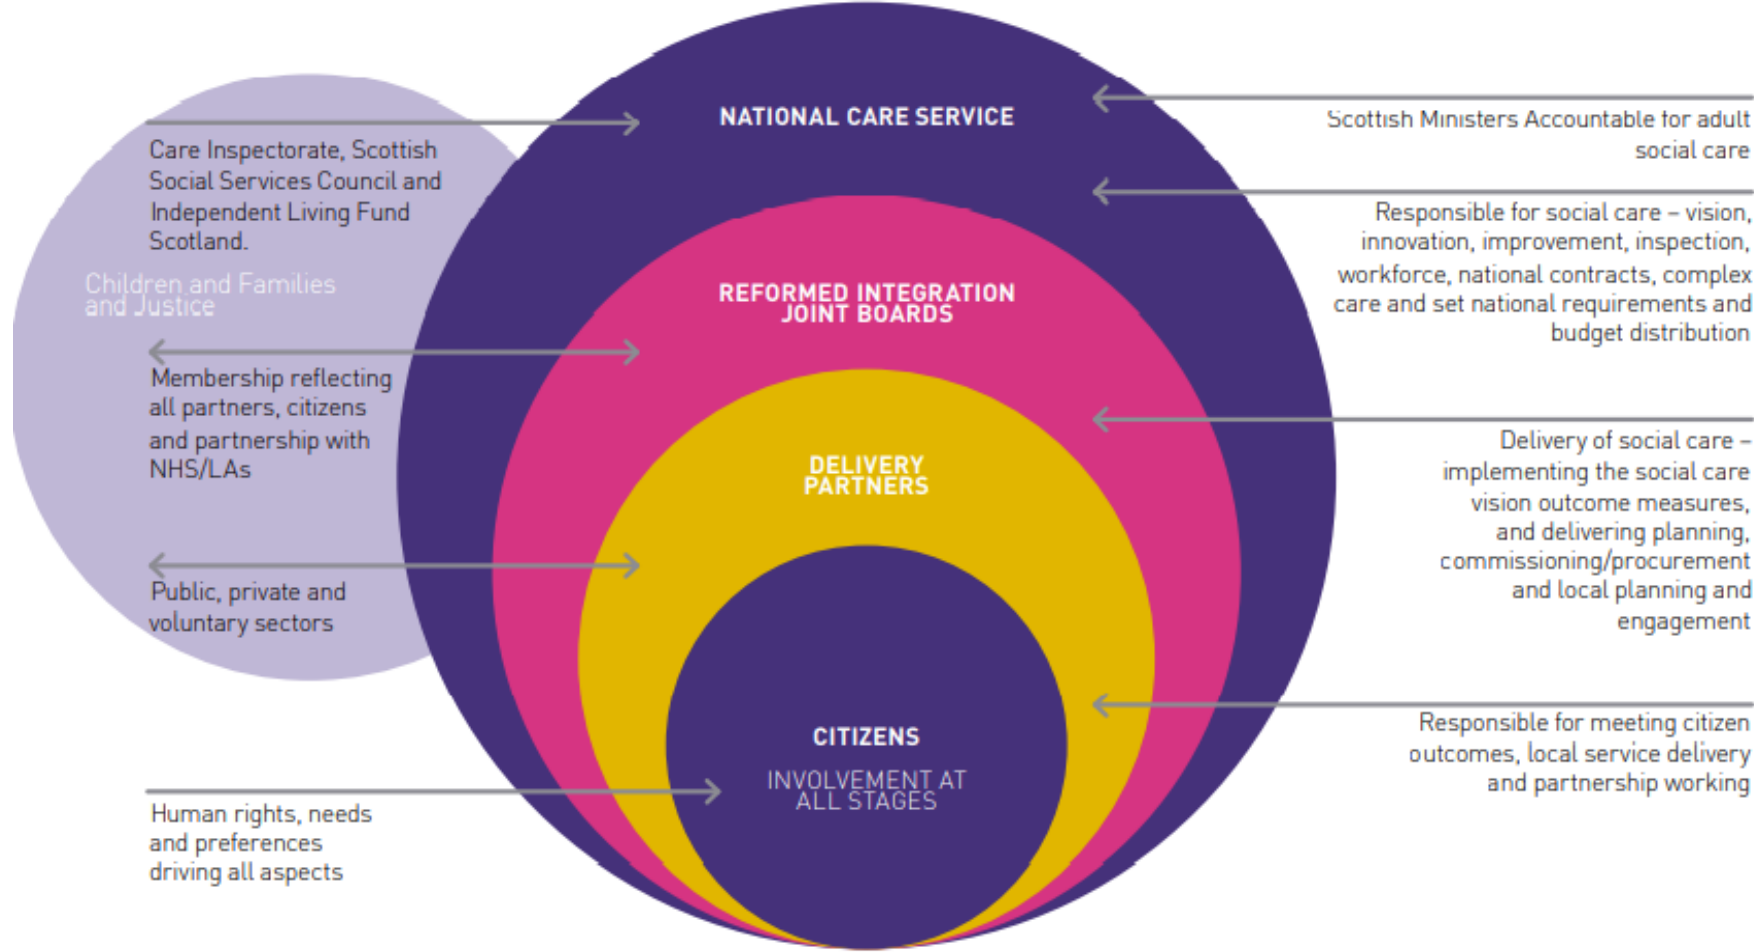 NATIONAL CARE SERVICE
REFORMED INTEGRATION
JOINT BOARDS
DELIVERY
PARTNERS
CITIZENS
INVOLVEMENT AT
ALL STAGES
Care Inspectorate, Scottish
Social Services Council and
Independent Living Fund
Scotland.
Children and Families
and Justice
Membership reflecting
all partners, citizens
and partnership with
NHS/LAs
Public, private and
voluntary sectors
Human rights, needs
and preferences
driving all aspects
Scottish Ministers Accountable for adult
social care
Responsible for social care – vision,
innovation, improvement, inspection,
workforce, national contracts, complex
care and set national requirements and
budget distribution
Delivery of social care –
implementing the social care
vision outcome measures,
and delivering planning,
commissioning/procurement
and local planning and
engagement
Responsible for meeting citizen
outcomes, local service delivery
and partnership working